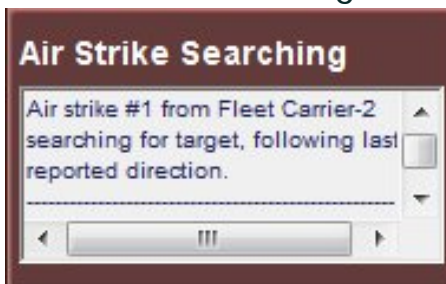 Air Strike Searching
Air strike #1 from Fleet Carrier-2
searching for target, following last
reported direction.
------------------------------------------------------